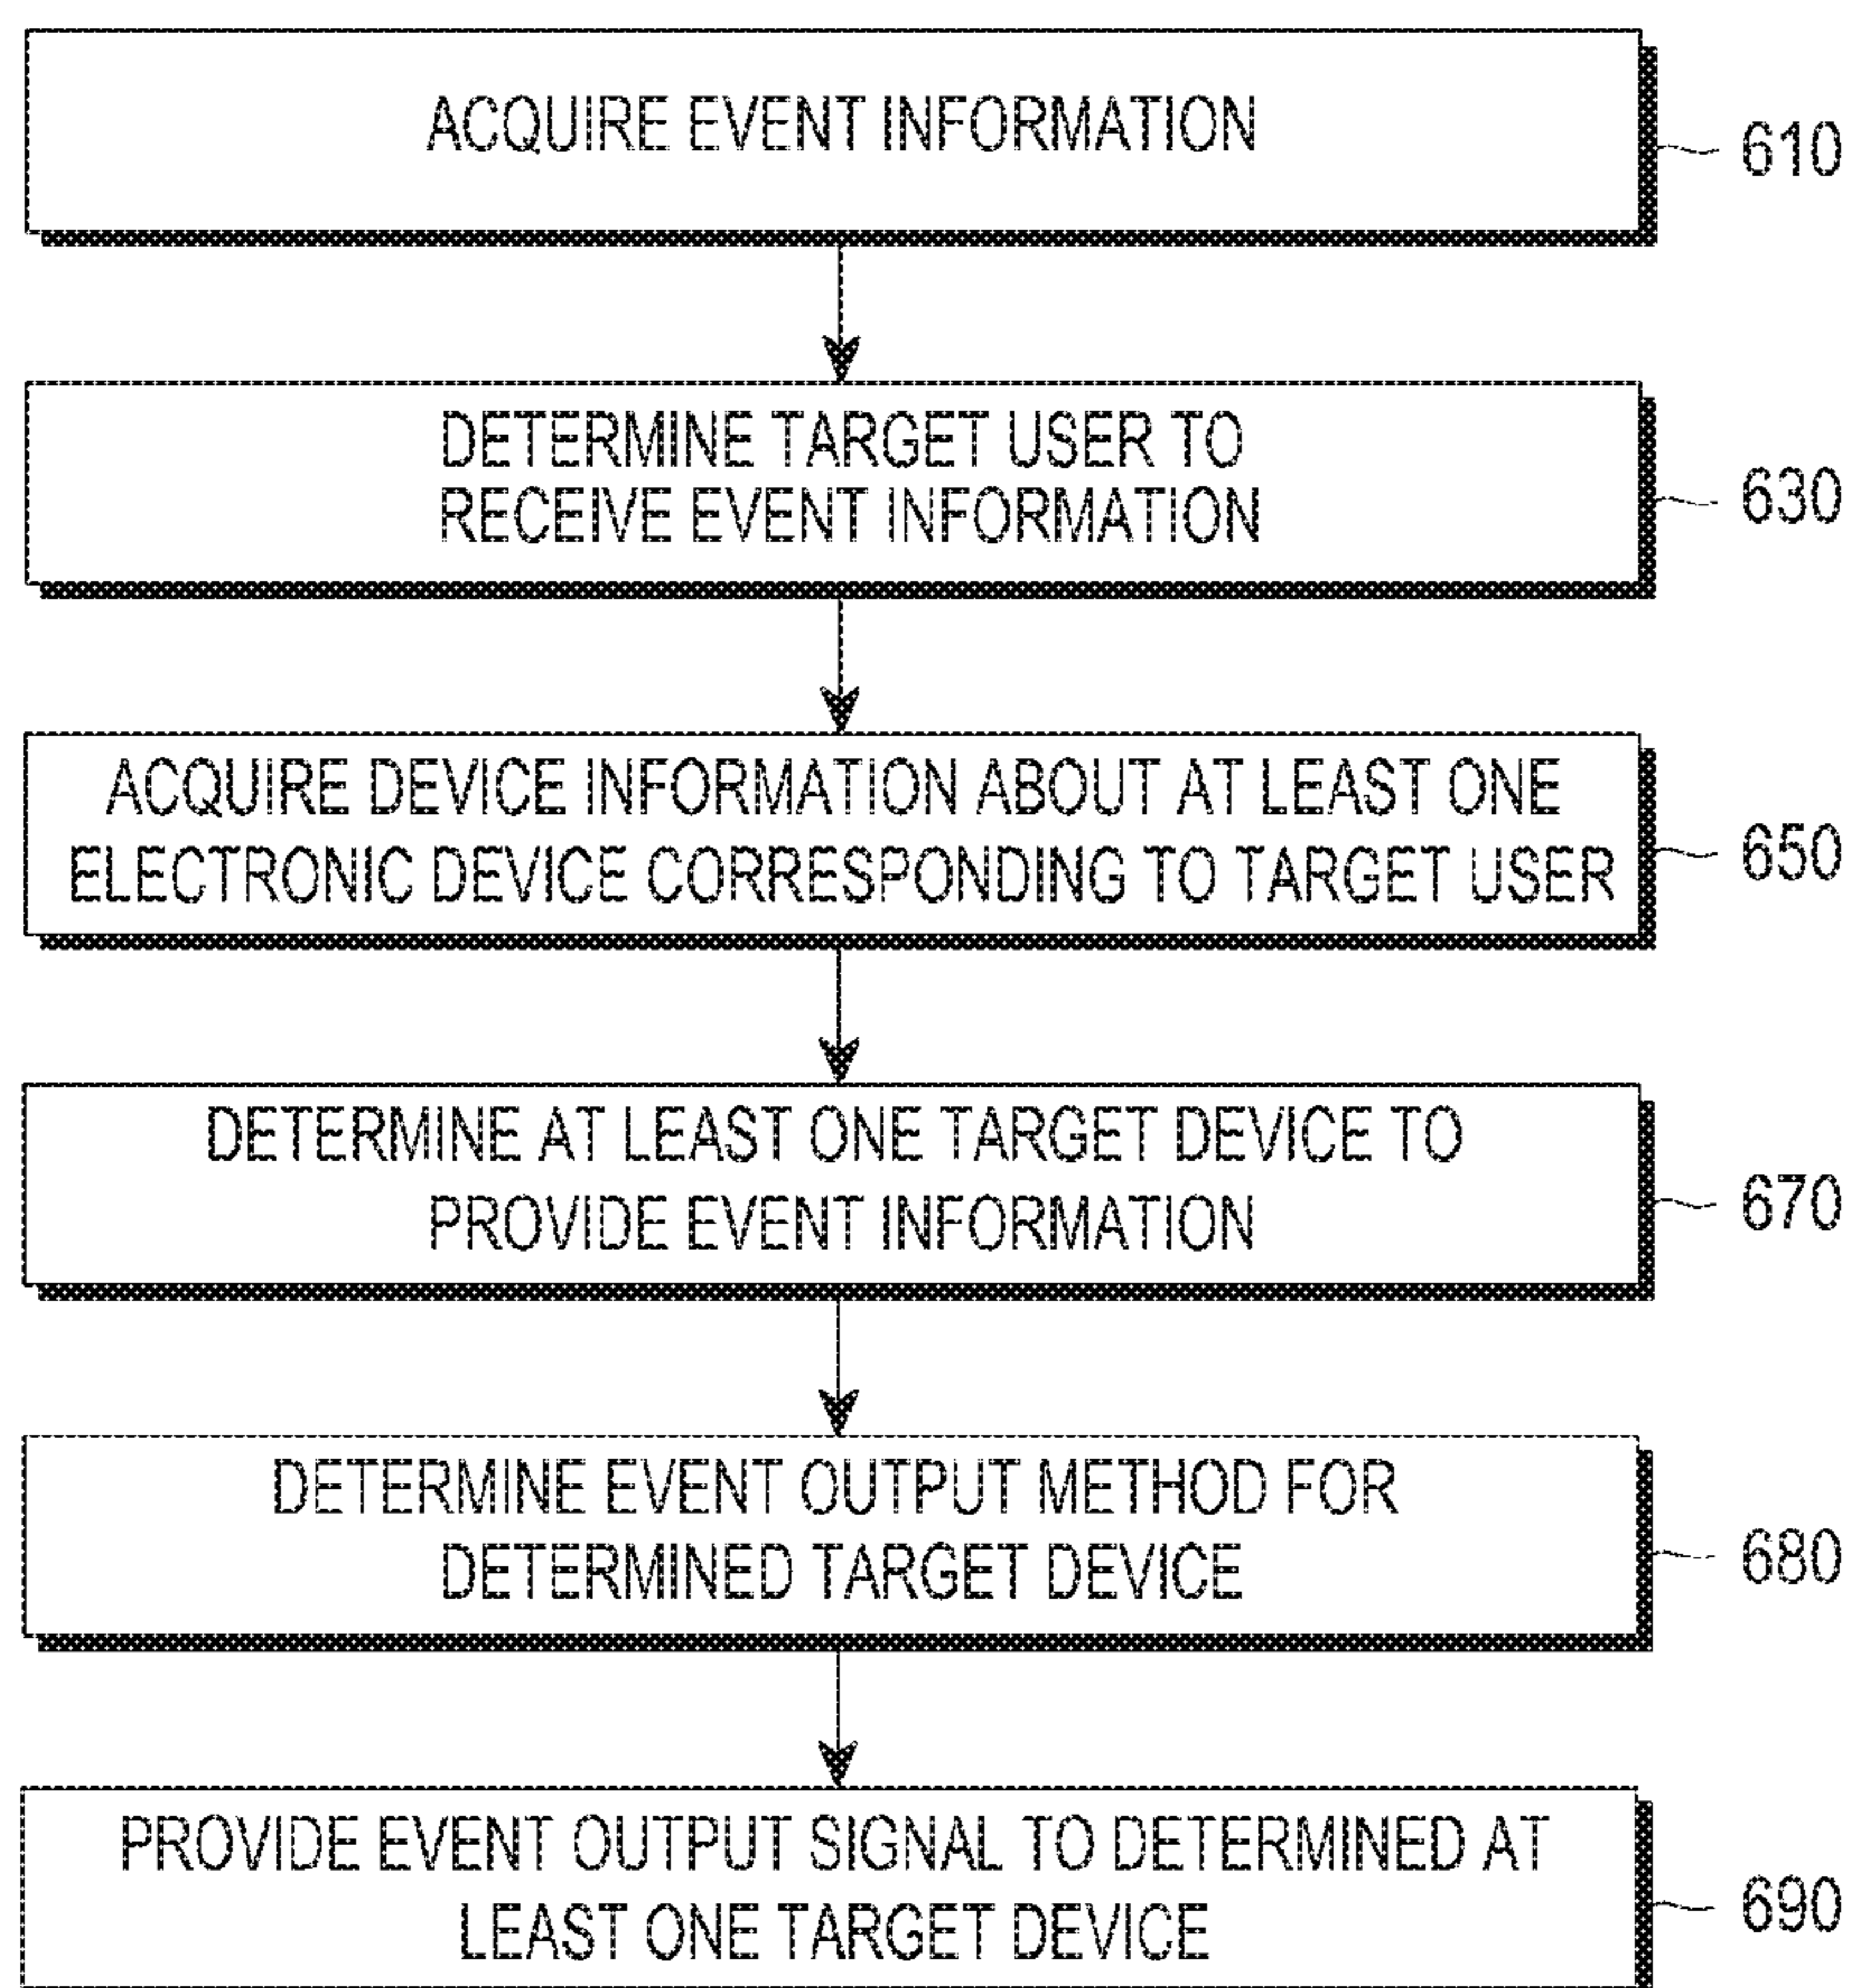 ACQUIRE EVENT INFORMATION
610
DETERMINE TARGET USER TO
RECEIVE EVENT INFORMATION
630
ACQUIRE DEVICE INFORMATION ABOUT AT LEAST ONE
ELECTRONIC DEVICE CORRESPONDING TO TARGET USER
650
DETERMINE AT LEAST ONE TARGET DEVICE TO
PROVIDE EVENT INFORMATION
670
DETERMINE EVENT OUTPUT METHOD FOR
DETERMINED TARGET DEVICE
680
PROVIDE EVENT OUTPUT SIGNAL TO DETERMINED AT
LEAST ONE TARGET DEVICE
690